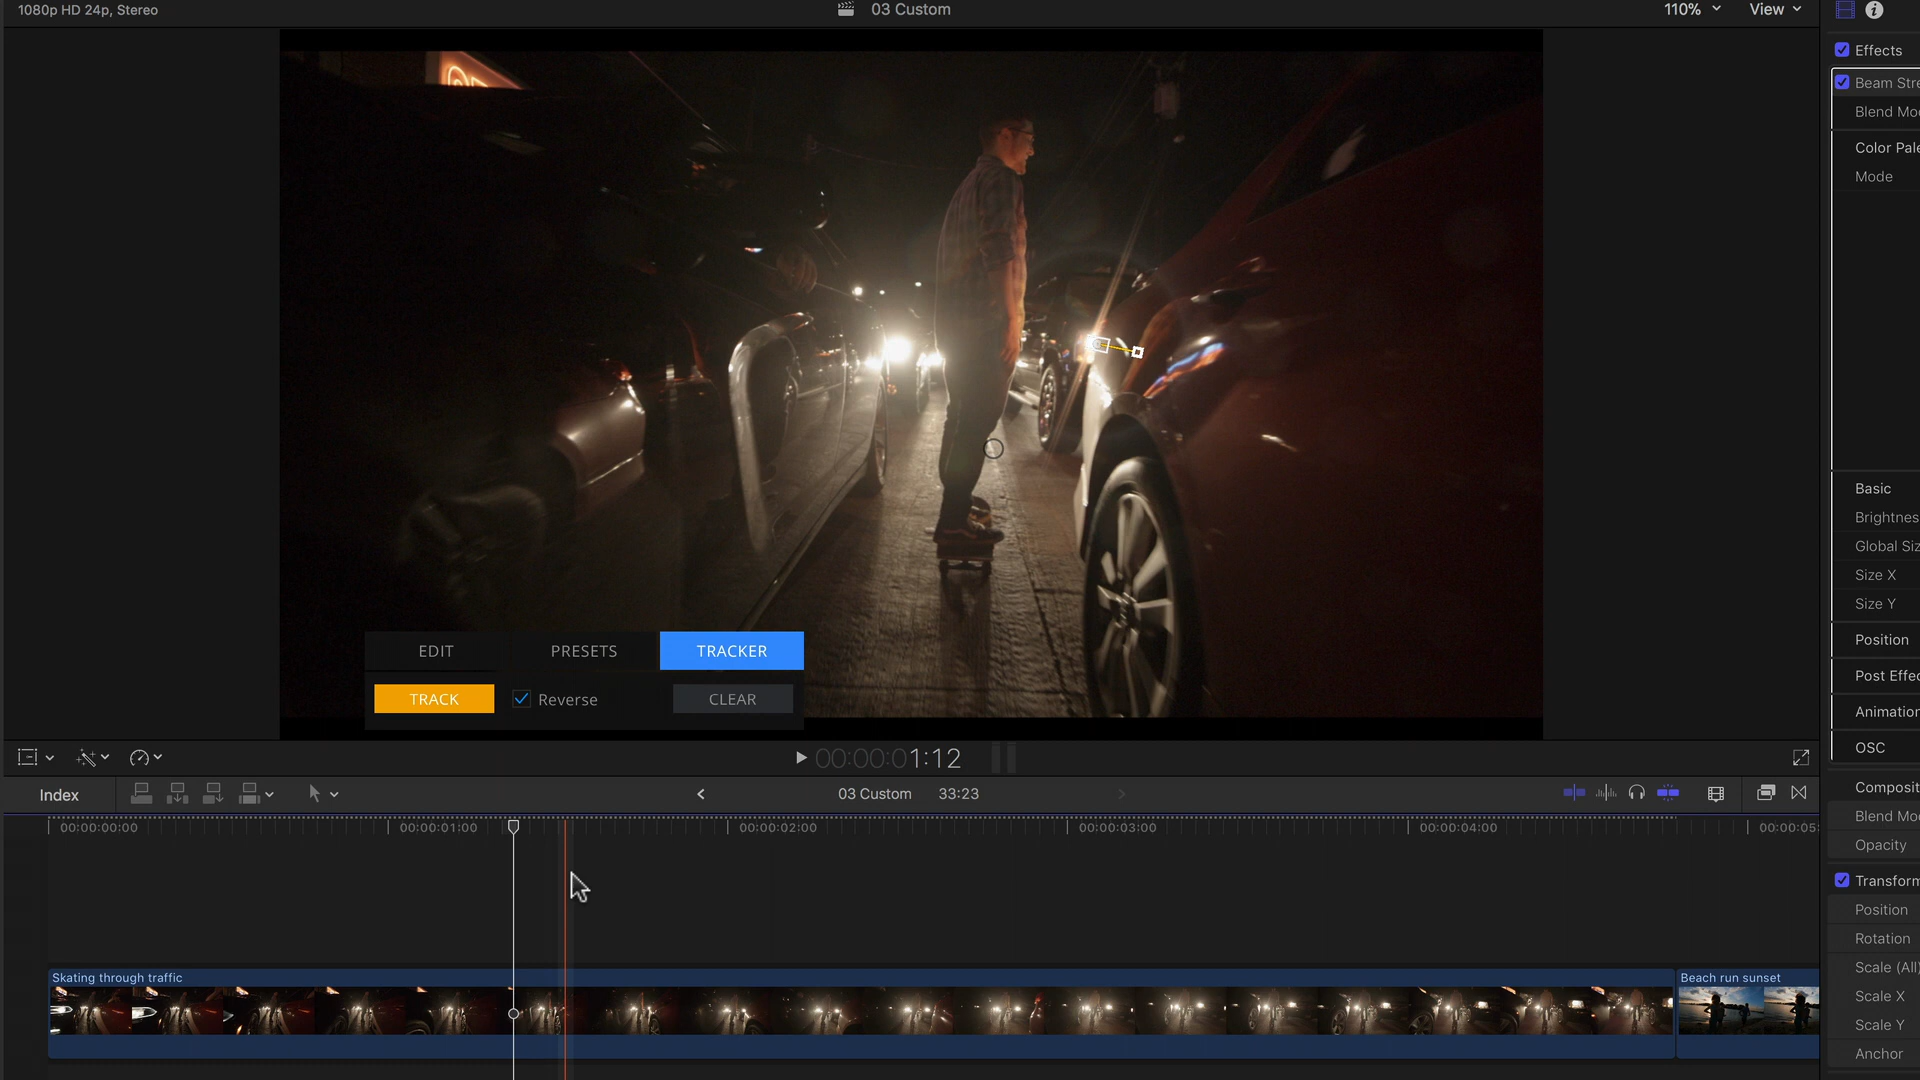 1080p HD 24p, Stereo
03 Custom
110%
View
Effects
Beam Stre
Blend Mo
Color Pale
Mode
Basic
Brightnes
Global Siz
Size X
Size Y
Position
Post Effec
Animation
OSC
EDIT
PRESETS
TRACKER
TRACK
Reverse
CLEAR
00:00:01:12
Index
03 Custom
33:23
Composit
Blend Mo
Opacity
00:00:00:00
00:00:01:00
00:00:02:00
00:00:03:00
00:00:04:00
00:00:05:
Transform
Position
Rotation
Scale (All)
Scale X
Scale Y
Anchor
Skating through traffic
Beach run sunset